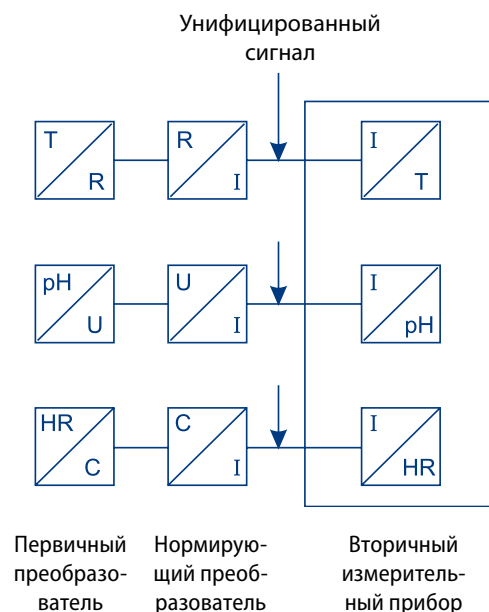 Унифицированный
сигнал
T
R
R
I
I
T
pH
U
U
I
I
pH
HR
C
C
I
I
HR
Первичный
преобразо-
ватель
Нормирую-
щий преоб-
разователь
Вторичный
измеритель-
ный прибор